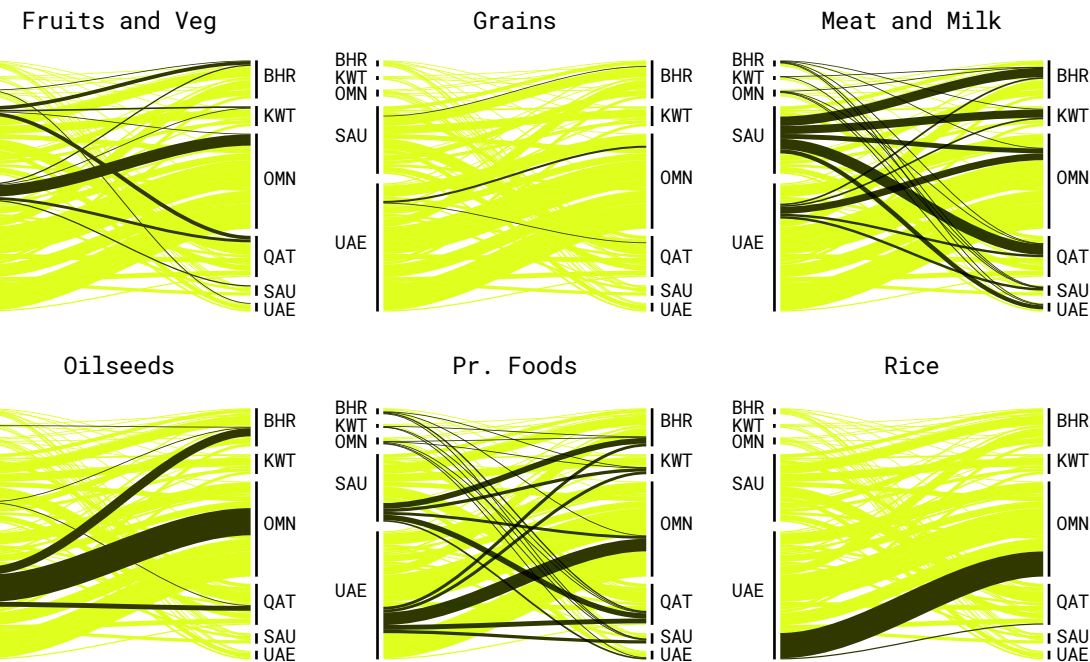 Fruits and Veg
BHR
KWT
OMN
QAT
SAU
UAE
Grains
BHR
KWT
OMN
SAU
UAE
BHR
KWT
OMN
QAT
SAU
UAE
Meat and Milk
BHR
KWT
OMN
SAU
UAE
BHR
KWT
OMN
QAT
SAU
UAE
Oilseeds
BHR
KWT
OMN
QAT
SAU
UAE
Pr. Foods
BHR
KWT
OMN
SAU
UAE
BHR
KWT
OMN
QAT
SAU
UAE
Rice
BHR
KWT
OMN
SAU
UAE
BHR
KWT
OMN
QAT
SAU
UAE